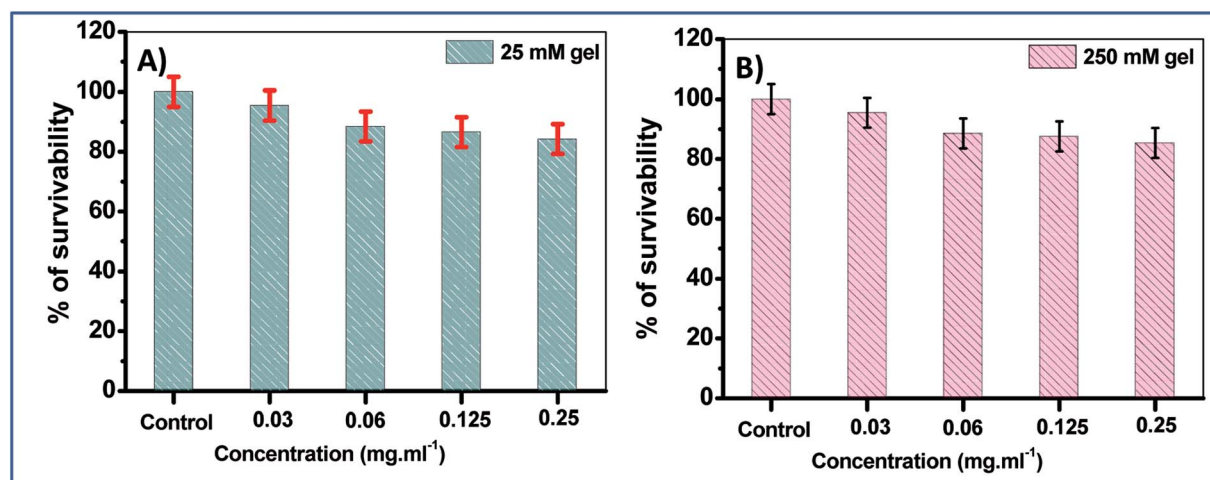 A)
25 mM gel
% of survivability
120
100
80
60
40
20
0
Control 0.03 0.06 0.125 0.25
Concentration (mg.ml⁻¹)
B)
250 mM gel
% of survivability
120
100
80
60
40
20
0
Control 0.03 0.06 0.125 0.25
Concentration (mg.ml⁻¹)